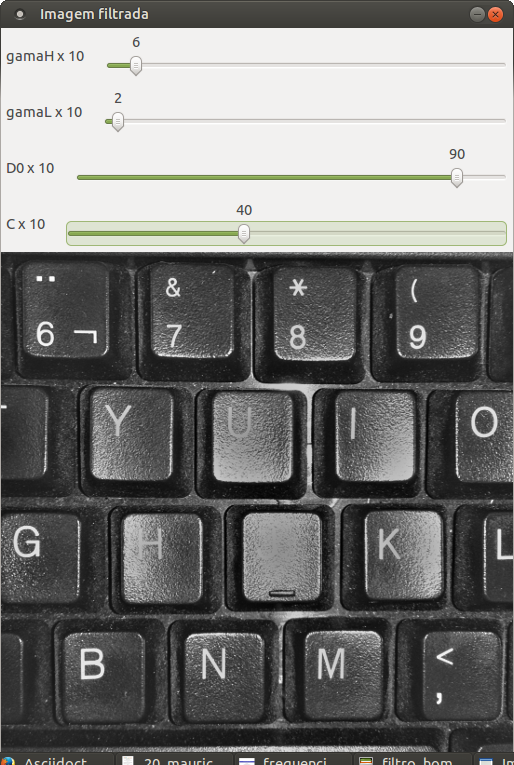 Imagem filtrada
gamaH x 10
6
gamaL x 10
2
D0 x 10
90
C x 10
40
¨ & * (
6 ¬ 7 8 9
Y U I O
G H K L
B N M <
,
Asciidoct 20_mauric frequenci filtro_hom Im